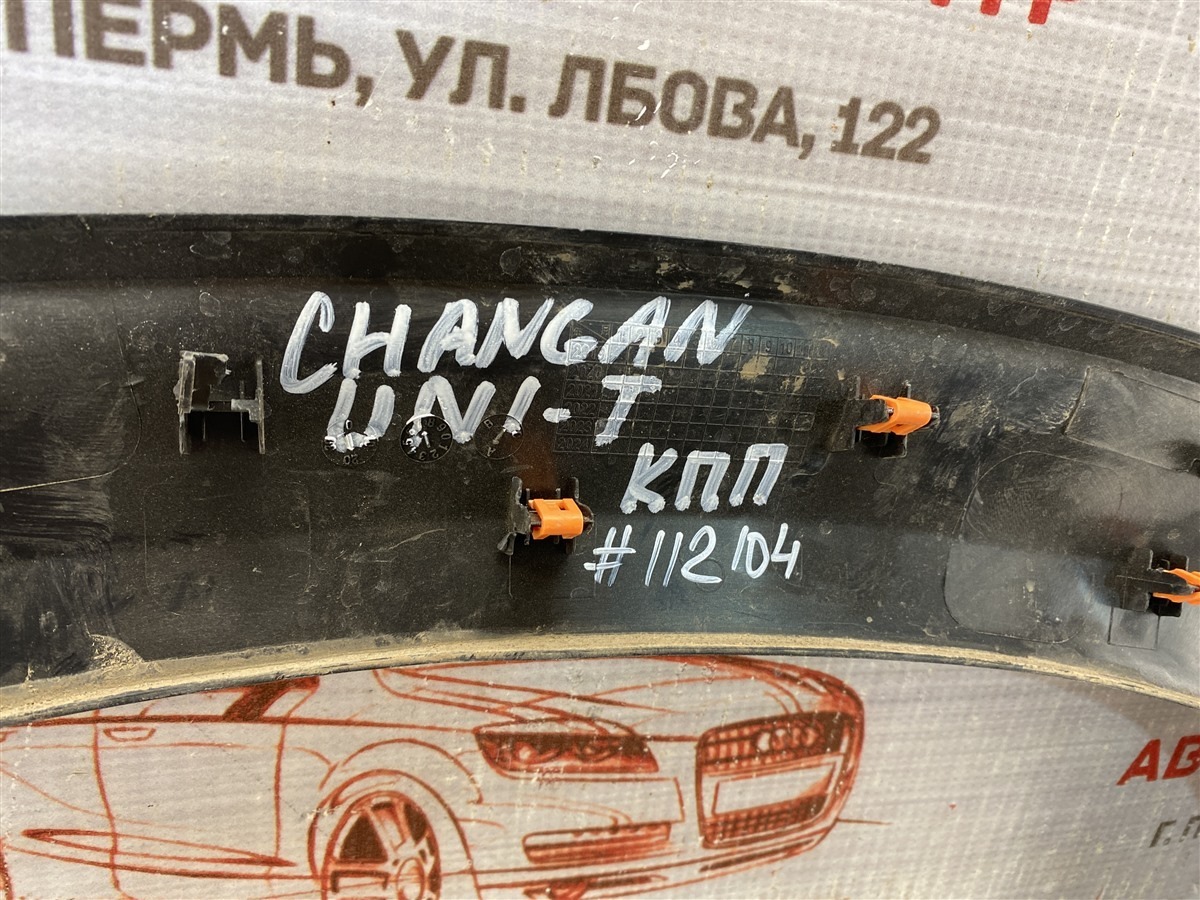 ПЕРМЬ, УЛ. ЛБОВА, 122
CHANGAN
UNI-T
КПП
#112104